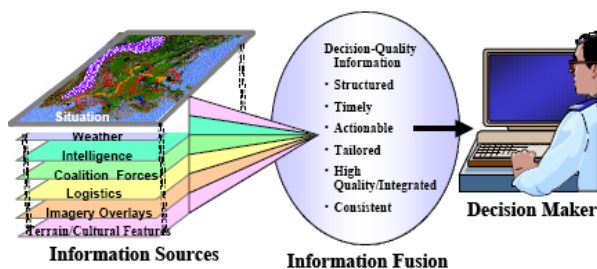 Situation
Weather
Intelligence
Coalition Forces
Logistics
Imagery Overlays
Terrain/Cultural Features
Information Sources
Decision-Quality
Information
· Structured
· Timely
· Actionable
· Tailored
· High
Quality/Integrated
· Consistent
Information Fusion
Decision Maker